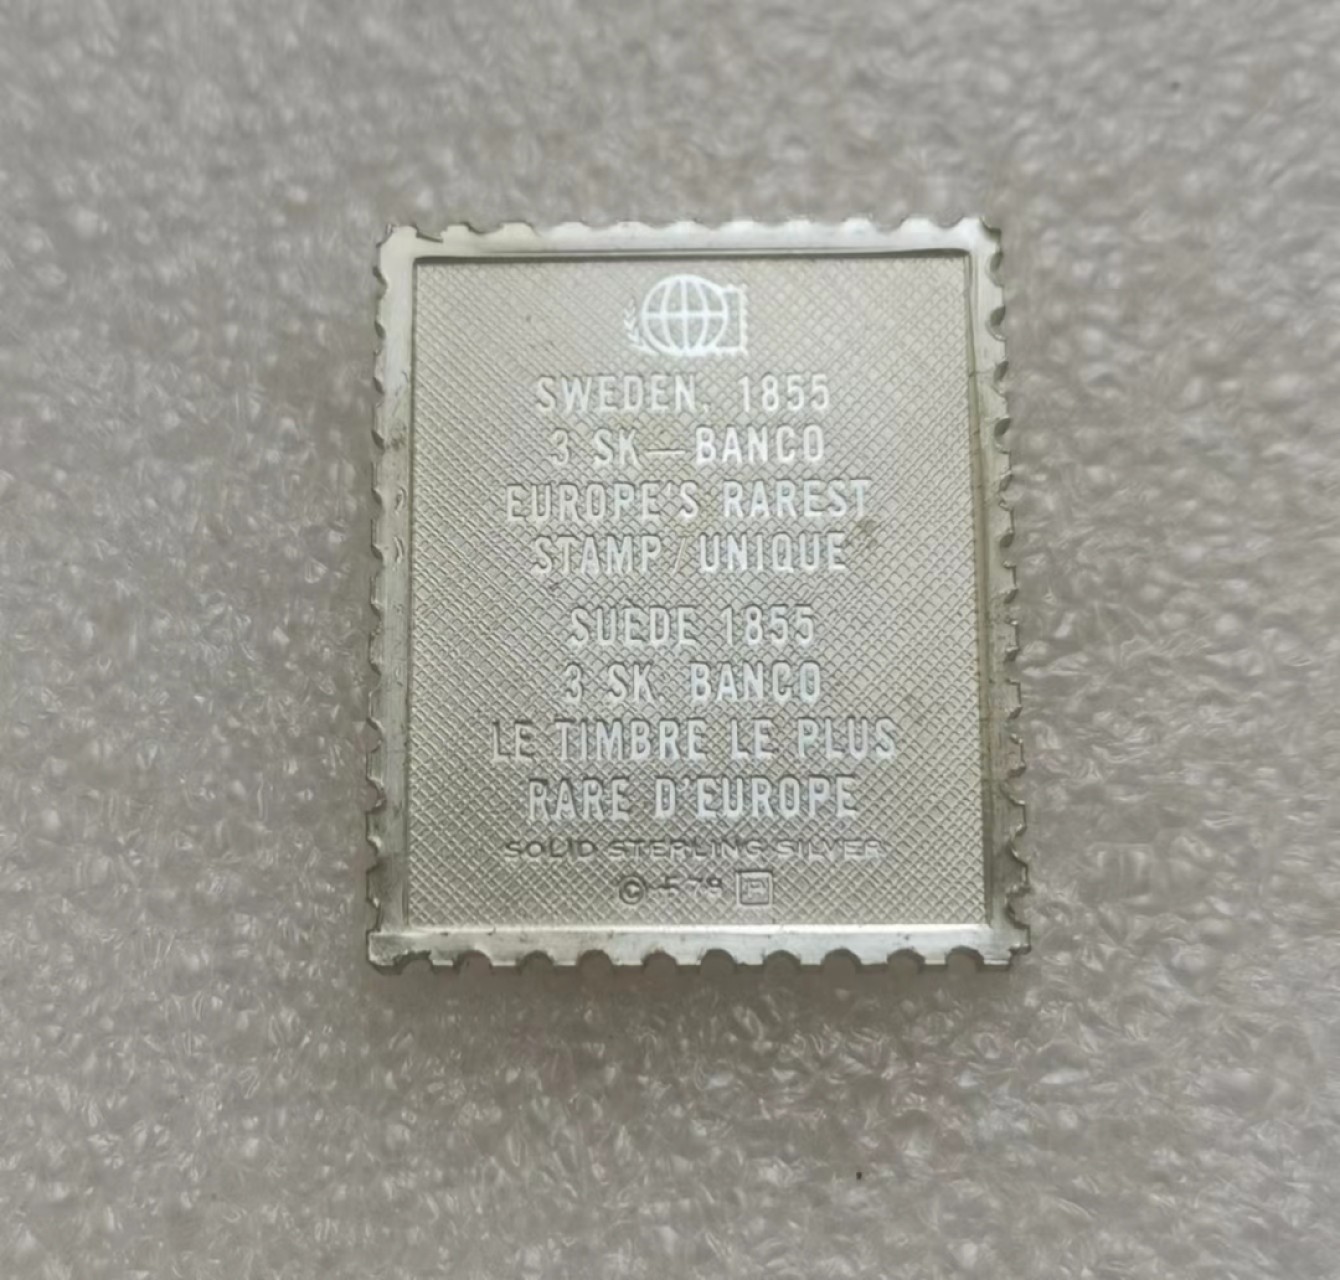 SWEDEN, 1855
3 SK—BANCO
EUROPE'S RAREST
STAMP / UNIQUE
SUEDE 1855
3 SK. BANCO
LE TIMBRE LE PLUS
RARE D'EUROPE
SOLID STERLING SILVER
©